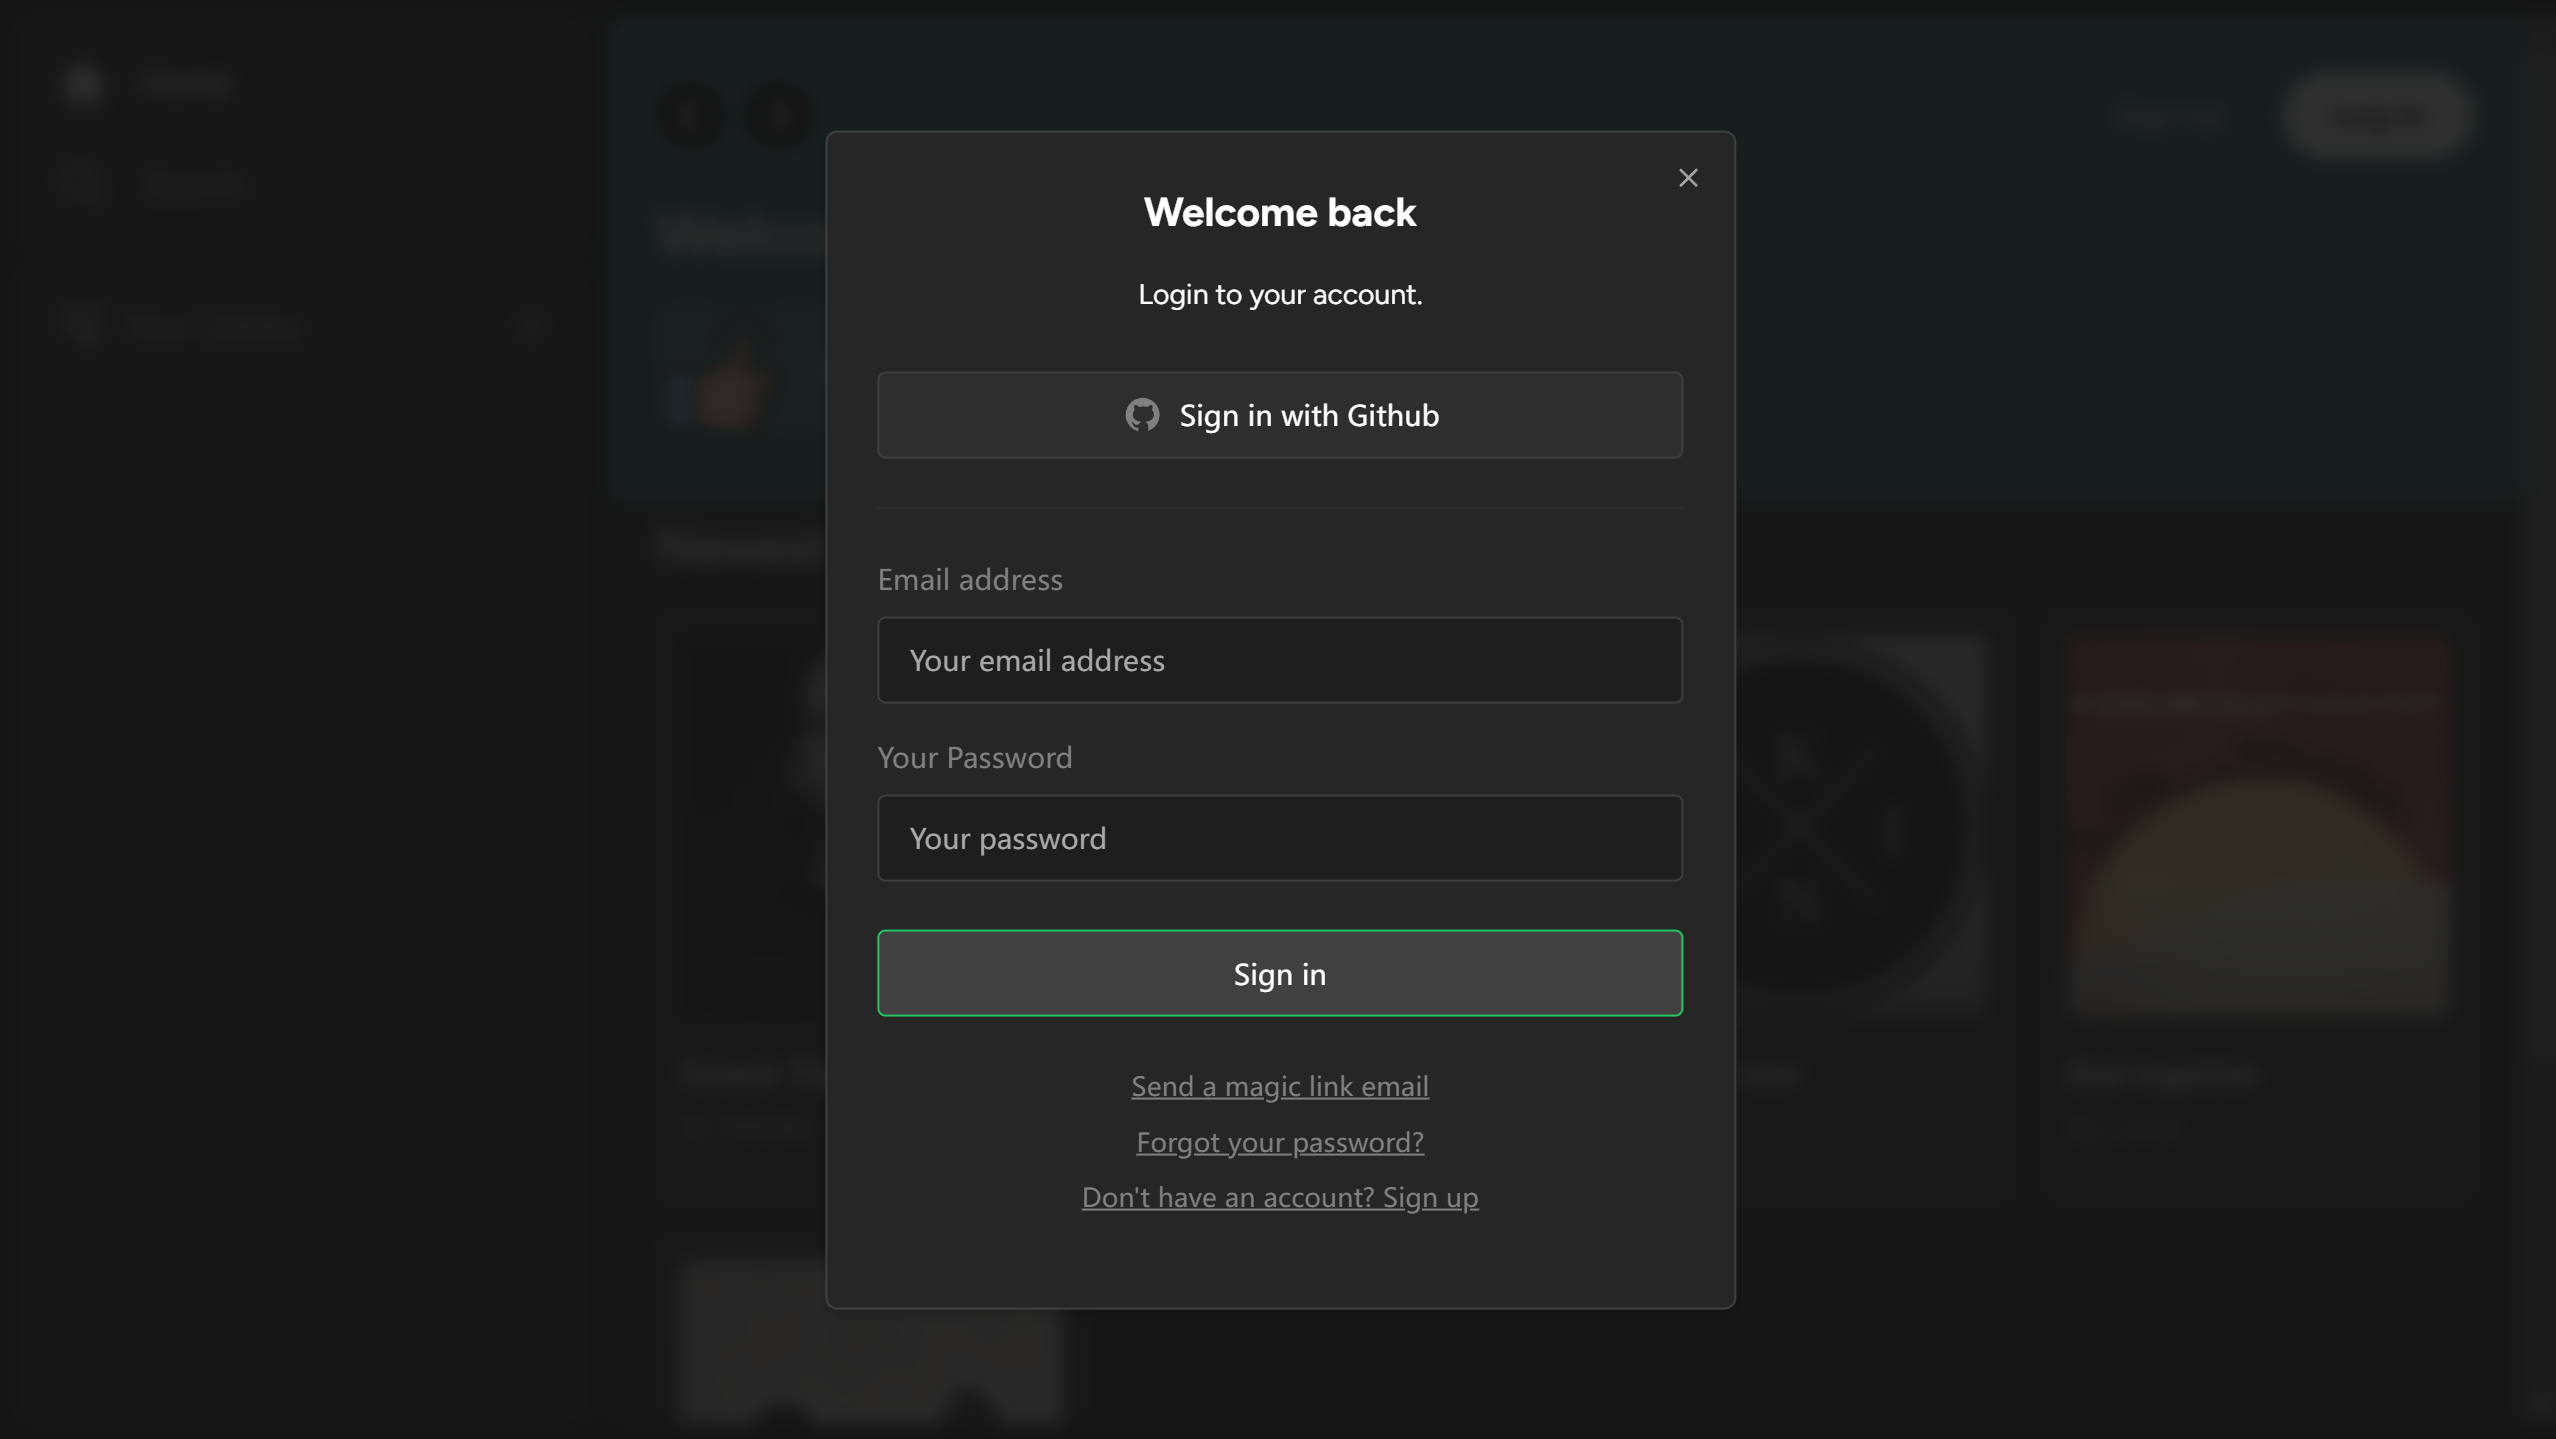 Welcome back
Login to your account.
Sign in with Github
Email address
Your email address
Your Password
Your password
Sign in
Send a magic link email
Forgot your password?
Don't have an account? Sign up